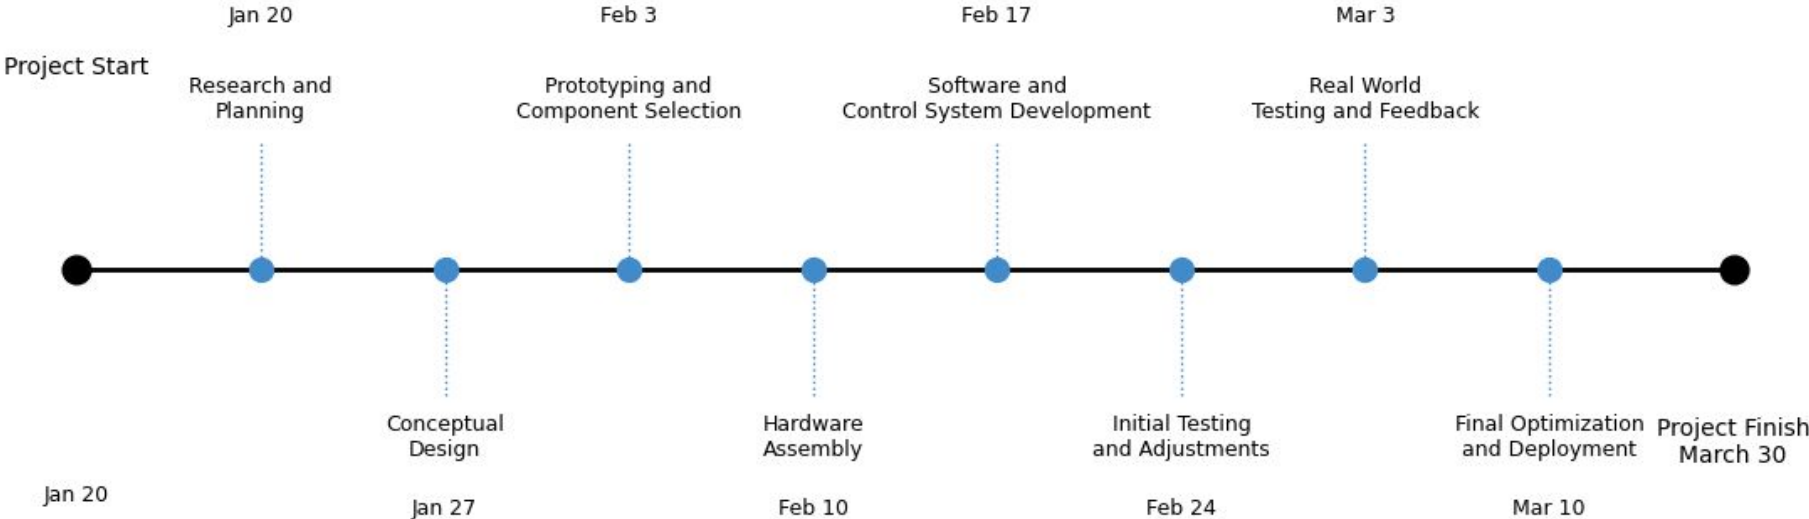 Jan 20
Feb 3
Feb 17
Mar 3
Project Start
Research and
Planning
Prototyping and
Component Selection
Software and
Control System Development
Real World
Testing and Feedback
Conceptual
Design
Hardware
Assembly
Initial Testing
and Adjustments
Final Optimization
and Deployment
Project Finish
March 30
Jan 20
Jan 27
Feb 10
Feb 24
Mar 10